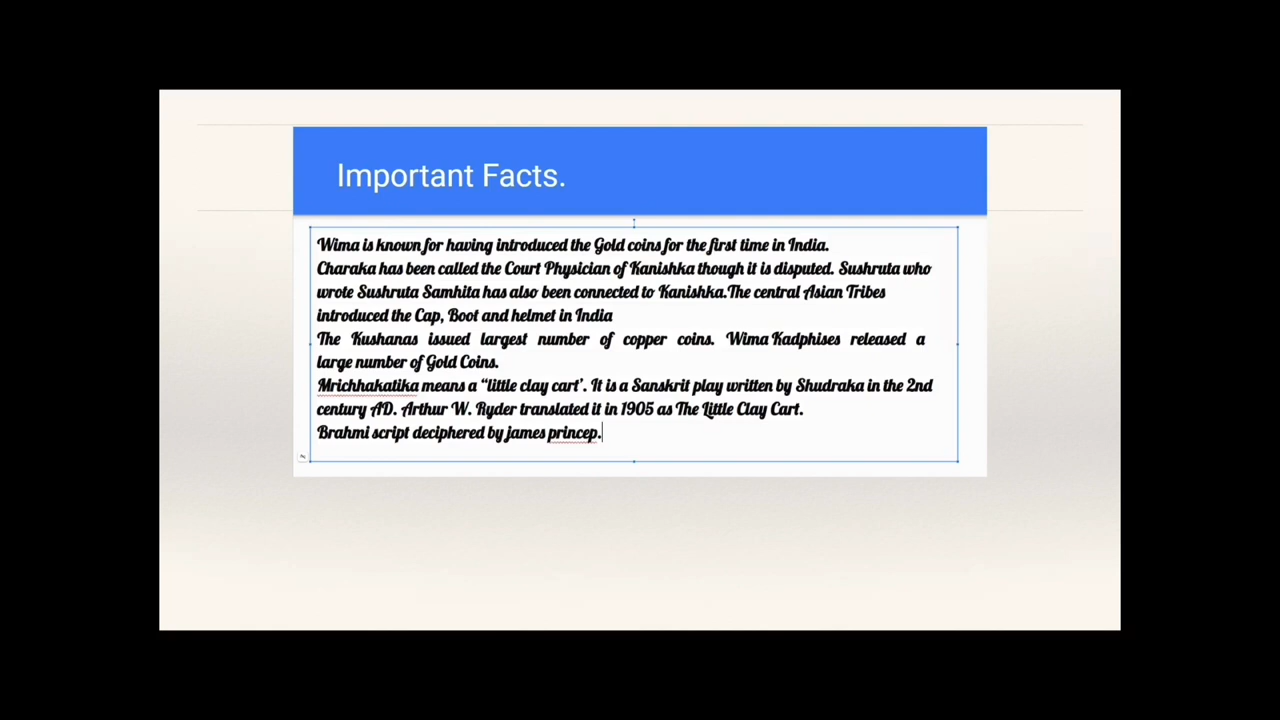 Important Facts.
Wima is known for having introduced the Gold coins for the first time in India.
Charaka has been called the Court Physician of Kanishka though it is disputed. Sushruta who
wrote Sushruta Samhita has also been connected to Kanishka.The central Asian Tribes
introduced the Cap, Boot and helmet in India
The Kushanas issued largest number of copper coins. Wima Kadphises released a
large number of Gold Coins.
Mrichhakatika means a “little clay cart’. It is a Sanskrit play written by Shudraka in the 2nd
century AD. Arthur W. Ryder translated it in 1905 as The Little Clay Cart.
Brahmi script deciphered by james princep.